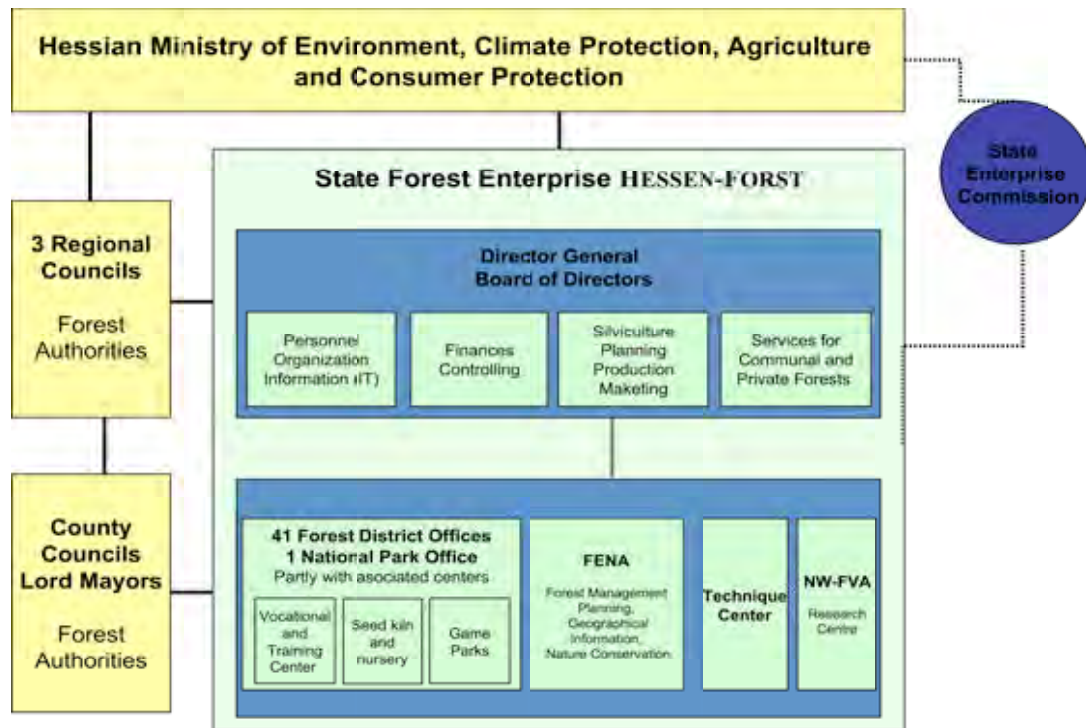 Hessian Ministry of Environment, Climate Protection, Agriculture
and Consumer Protection
State
Enterprise
Commission
State Forest Enterprise HESSEN-FORST
3 Regional
Councils
Forest
Authorities
Director General
Board of Directors
Personnel
Organization
Information (IT)
Finances
Controlling
Silviculture
Planning
Production
Maketing
Services for
Communal and
Private Forests
County
Councils
Lord Mayors
Forest
Authorities
41 Forest District Offices
1 National Park Office
Partly with asociated centers
Vocational
and
Training
Center
Seed kiln
and
nursery
Game
Parks
FENA
Forest Management
Planning,
Geographical
Information,
Nature Conservation
Technique
Center
NW-FVA
Research
Centre